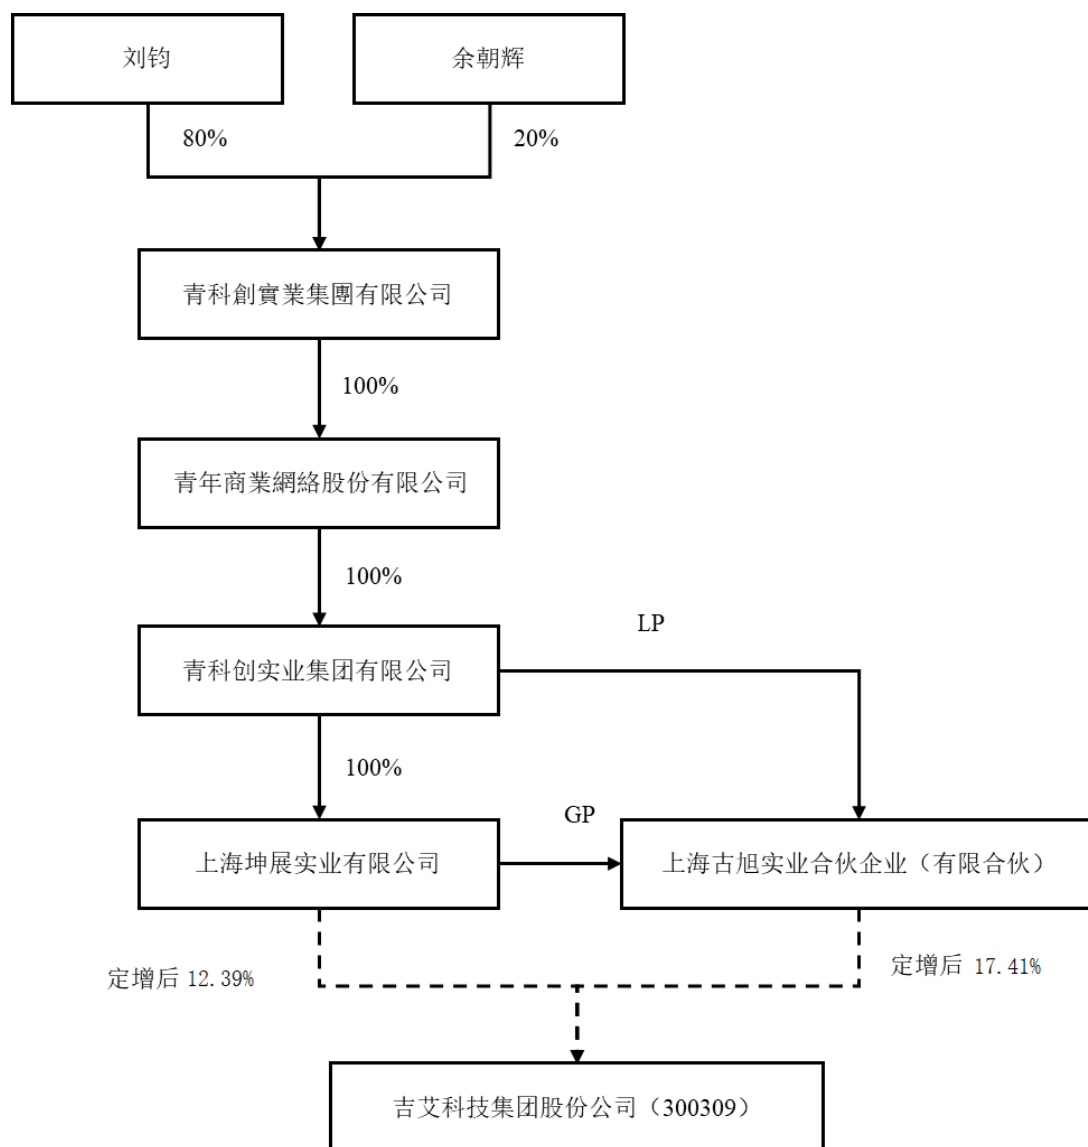 刘钧
余朝辉
80%
20%
青科創實業集團有限公司
100%
青年商業網絡股份有限公司
100%
LP
青科创实业集团有限公司
100%
GP
上海坤展实业有限公司
上海古旭实业合伙企业（有限合伙）
定增后 12.39%
定增后 17.41%
吉艾科技集团股份公司（300309）